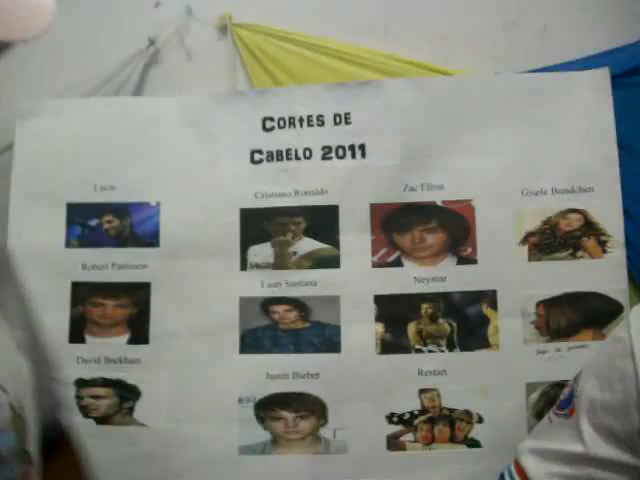 CORTES DE
CABELO 2011
Lucas
Cristiano Ronaldo
Zac Efron
Gisele Bundchen
Robert Pattinson
Luan Santana
Neymar
David Beckham
Justin Bieber
Restart
EN